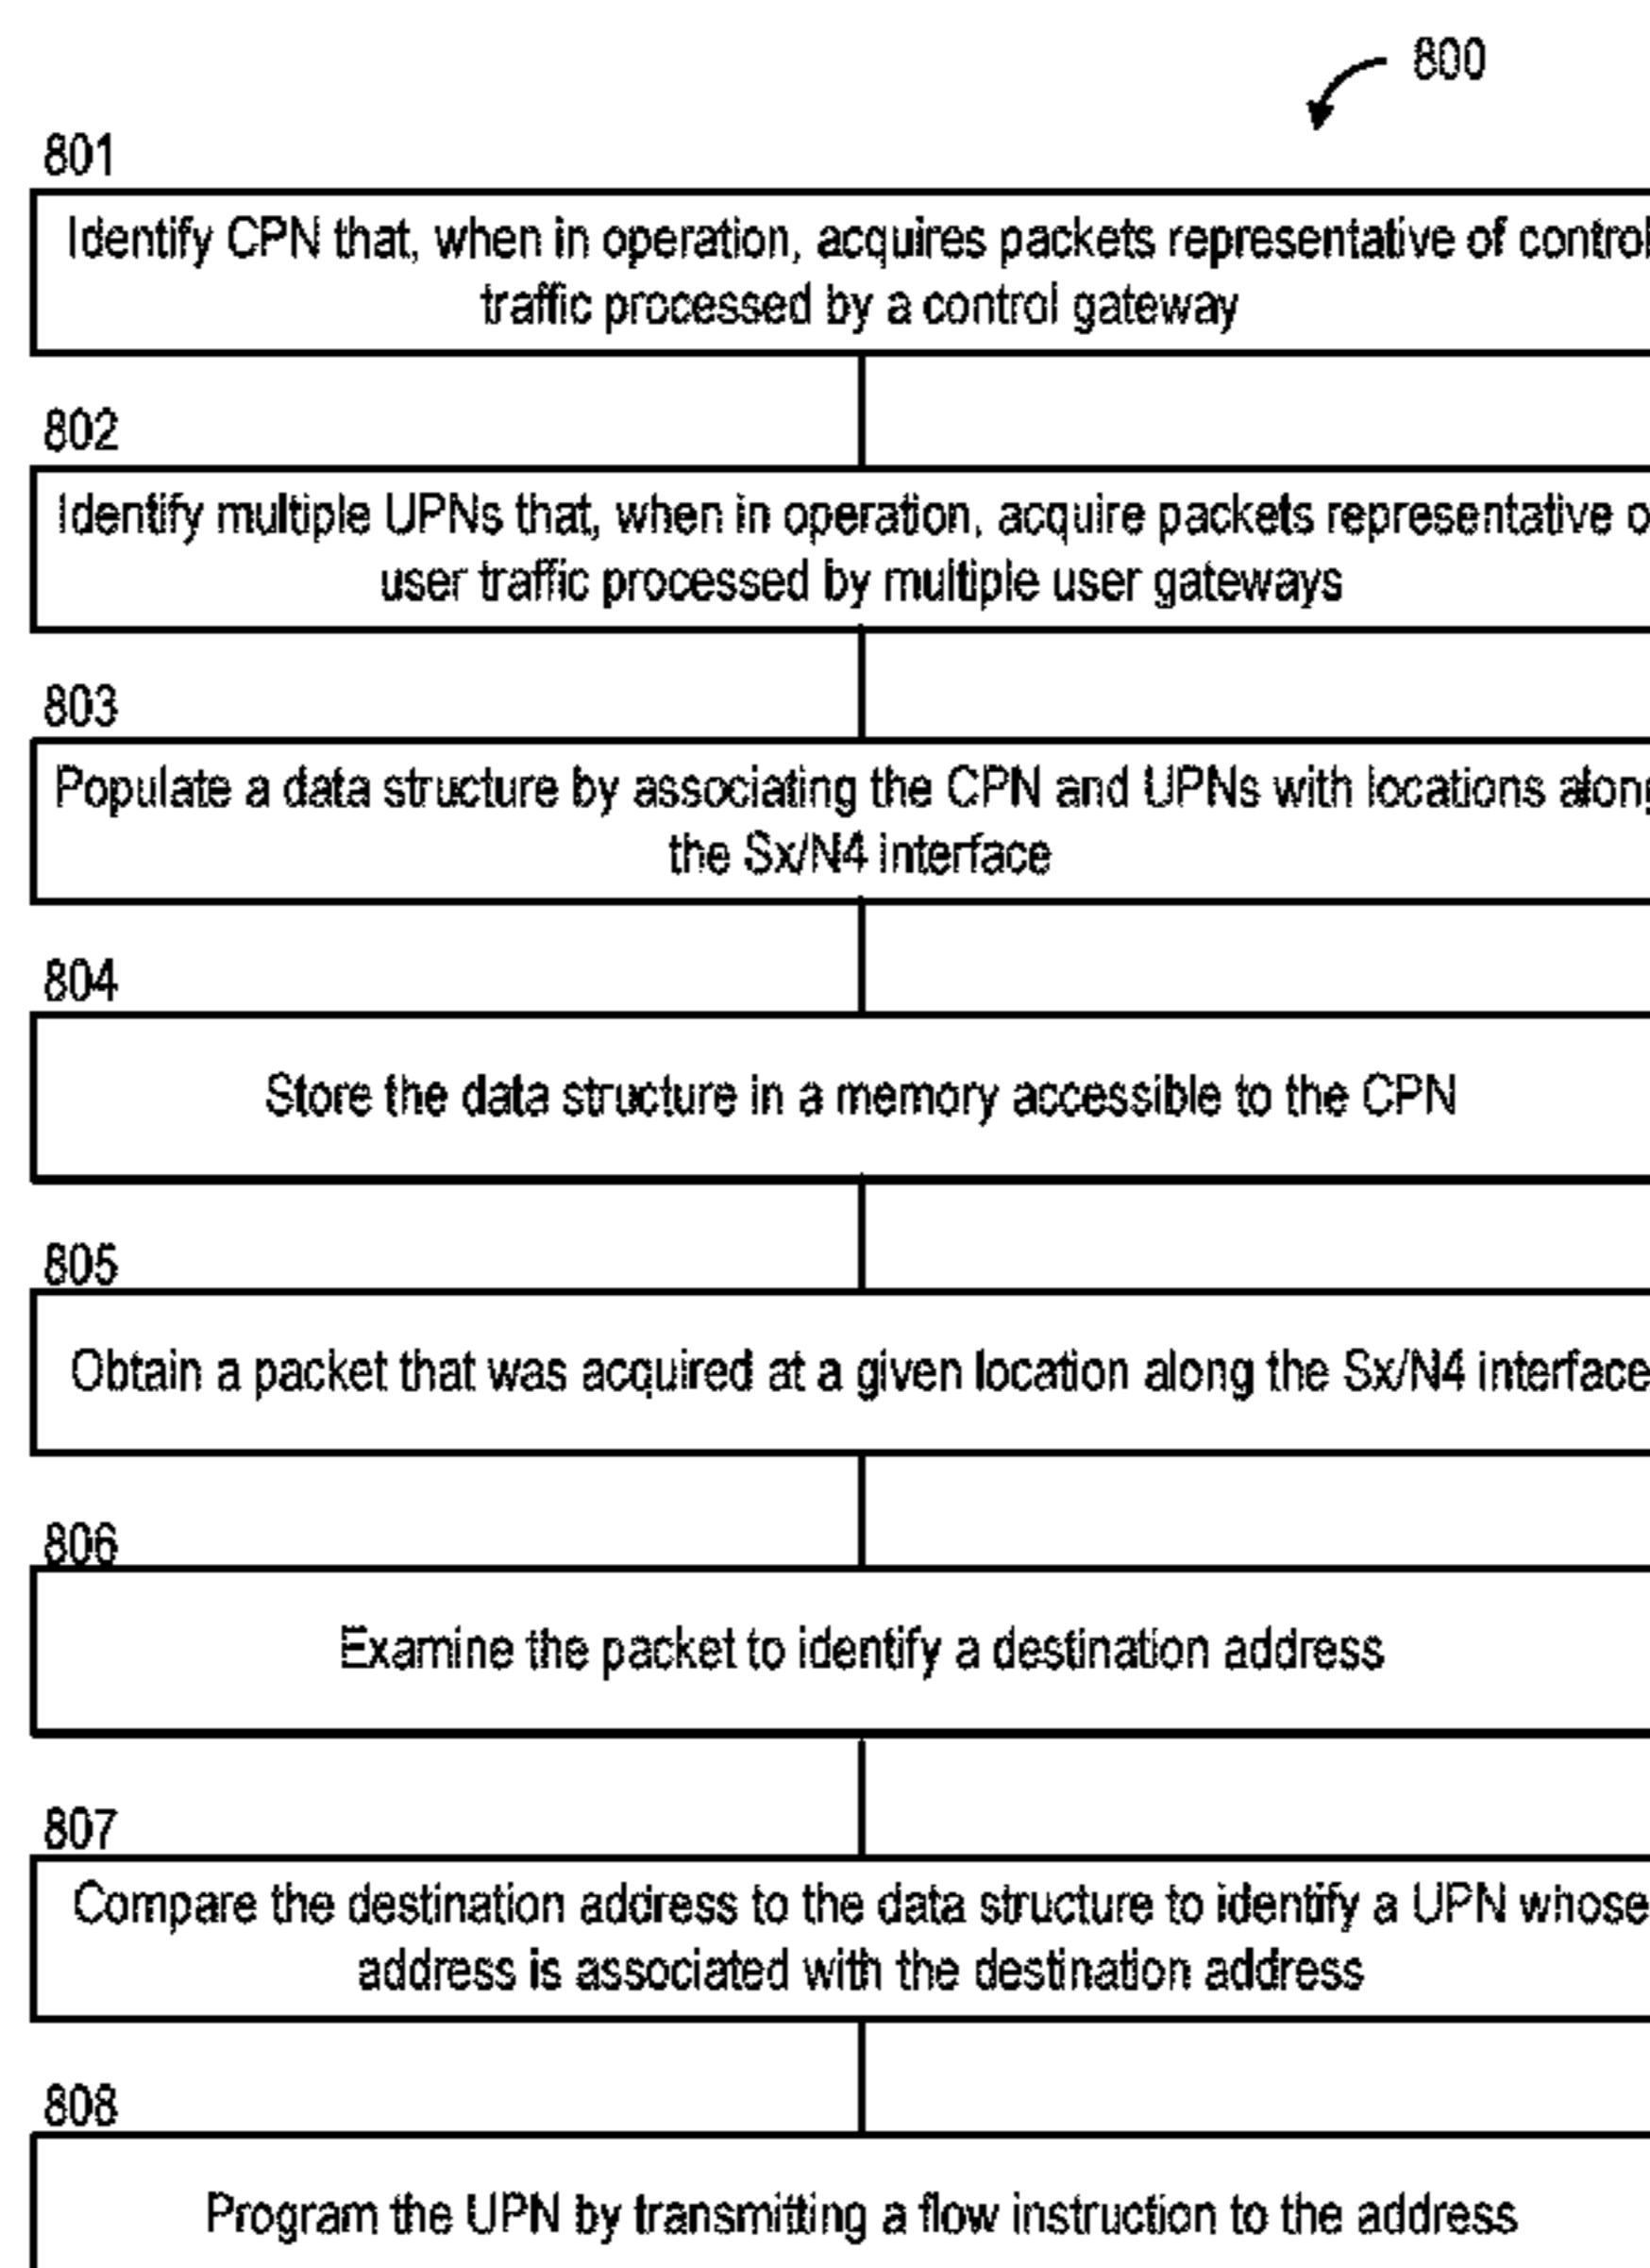 800
801
Identify CPN that, when in operation, acquires packets representative of control
traffic processed by a control gateway
802
Identify multiple UPNs that, when in operation, acquire packets representative
user traffic processed by multiple user gateways
803
Populate a data structure by associating the CPN and UPNs with locations
the Sx/N4 interface
804
Store the data structure in a memory accessible to the CPN
805
Obtain a packet that was acquired at a given location along the Sx/N4 interface
806
Examine the packet to identify a destination address
807
Compare the destination address to the data structure to identify a UPN whose
address is associated with the destination address
808
Program the UPN by transmitting a flow instruction to the address